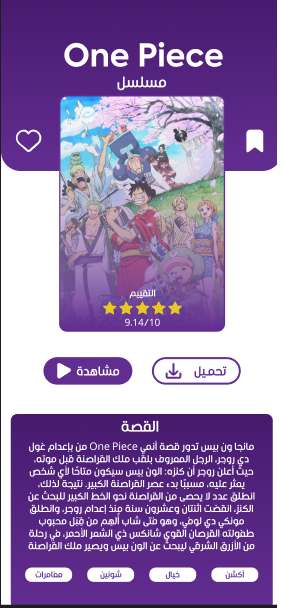 One Piece
مسلسل
التقييم
9.14/10
تحميل
مشاهدة
القصة
مانجا ون بيس تدور قصة أنمي One Piece من بإعدام غول
دي روجر، الرجل المعروف بلقب ملك القراصنة قبل موته،
حيث أعلن روجر أن كنزه: الون بيس سيكون متاحًا لأي شخص
يعثر عليه، مسببًا بدء عصر القراصنة الكبير. نتيجة لذلك،
انطلق عدد لا يحصى من القراصنة نحو الخط الكبير للبحث عن
الكنز. انقضت اثنتان وعشرون سنة منذ إعدام روجر، وانطلق
مونكي دي لوفي، وهو فتى شاب ألهم من قبل محبوب
طفولته القرصان القوي شانكس ذي الشعر الأحمر، في رحلة
من الأزرق الشرقي ليبحث عن الون بيس ويصير ملك القراصنة
أكشن
خيال
شونين
مغامرات